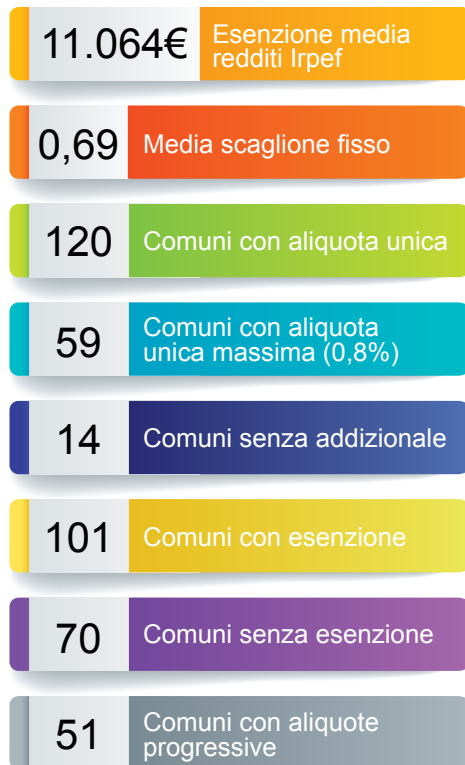 11.064€
Esenzione media
redditi Irpef
0,69
Media scaglione fisso
120
Comuni con aliquota unica
59
Comuni con aliquota
unica massima (0,8%)
14
Comuni senza addizionale
101
Comuni con esenzione
70
Comuni senza esenzione
51
Comuni con aliquote
progressive